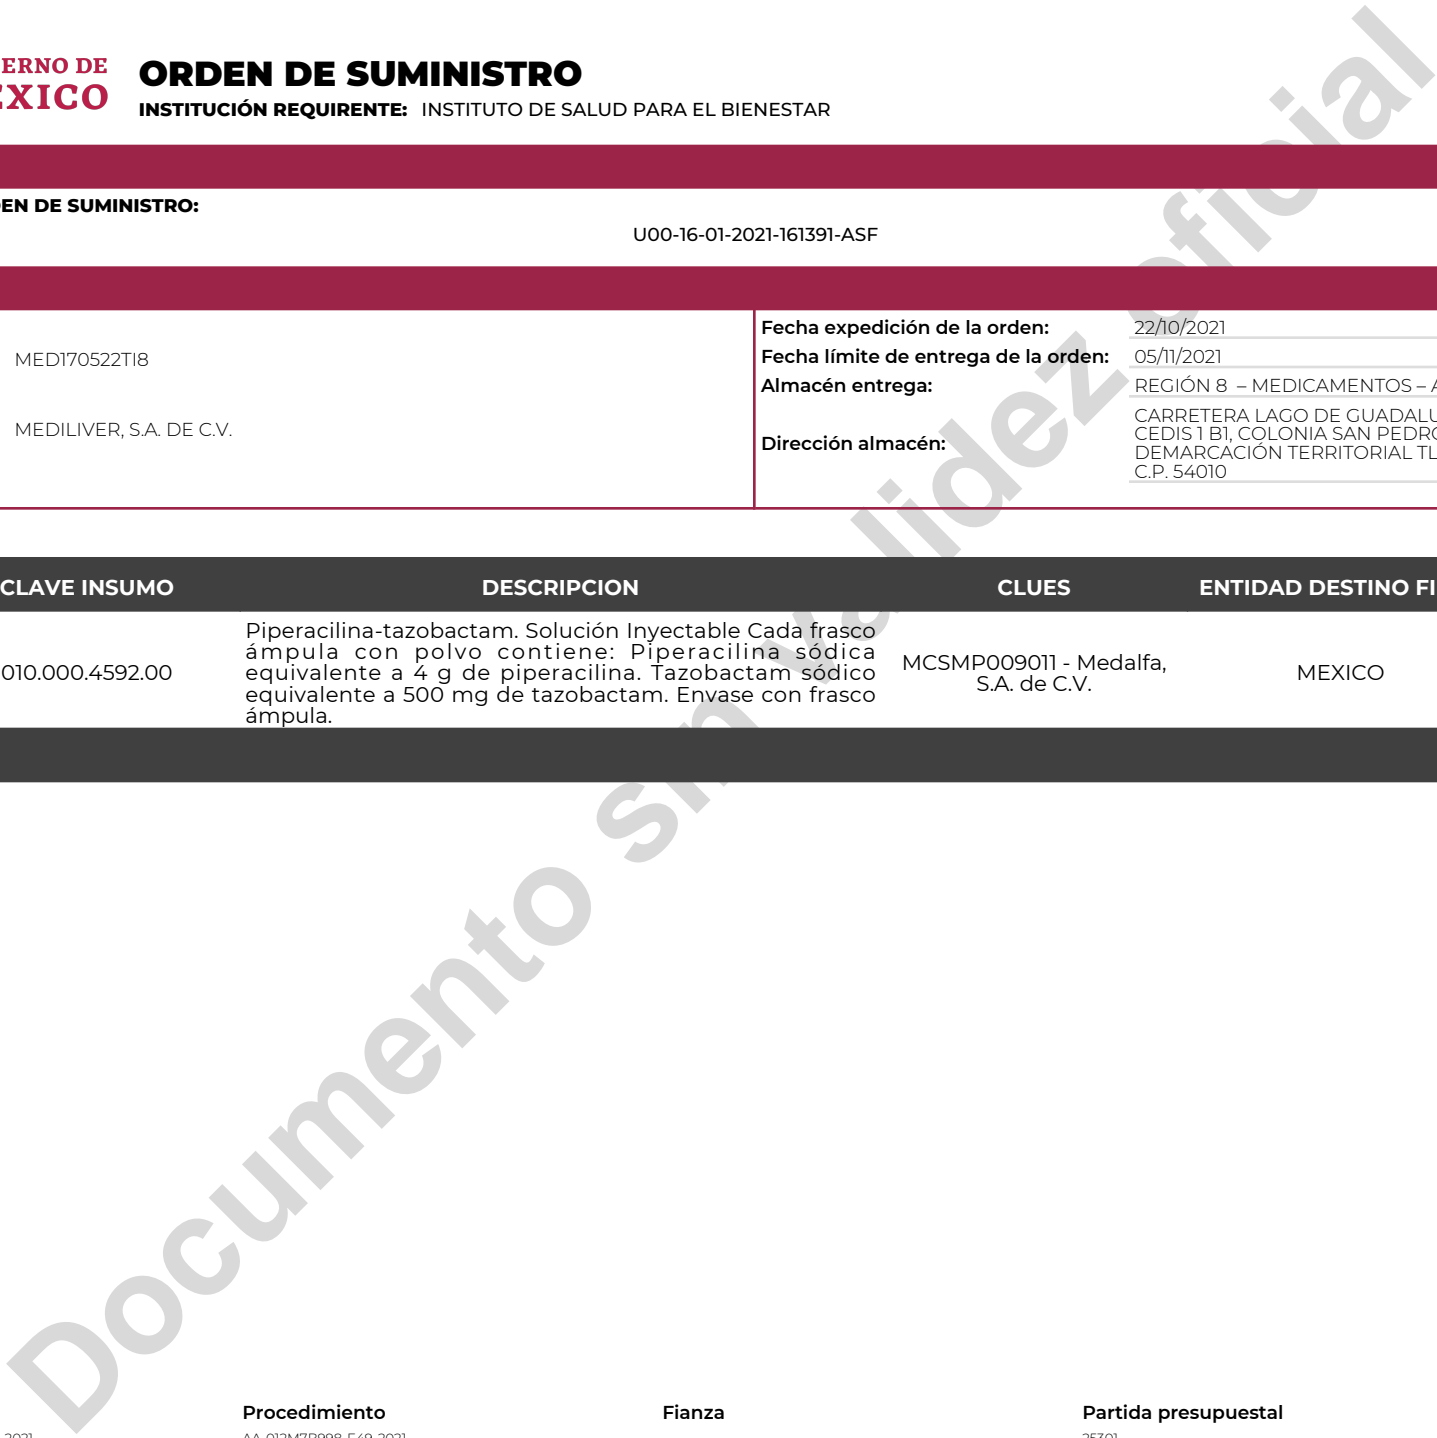 ERNO DE
ORDEN DE SUMINISTRO
INSTITUCIÓN REQUIRENTE: INSTITUTO DE SALUD PARA EL BIENESTAR
EN DE SUMINISTRO:
U00-16-01-2021-161391-ASF
MED170522TI8
MEDILIVER, S.A. DE C.V.
Fecha expedición de la orden: 22/10/2021
Fecha límite de entrega de la orden: 05/11/2021
Almacén entrega: REGIÓN 8 – MEDICAMENTOS – A
Dirección almacén:
CARRETERA LAGO DE GUADALU
CEDIS 1 B1, COLONIA SAN PEDRO
DEMARCACIÓN TERRITORIAL TL
C.P. 54010
CLAVE INSUMO DESCRIPCION CLUES ENTIDAD DESTINO FI
010.000.4592.00
Piperacilina-tazobactam. Solución Inyectable Cada frasco
ámpula con polvo contiene: Piperacilina sódica
equivalente a 4 g de piperacilina. Tazobactam sódico
equivalente a 500 mg de tazobactam. Envase con frasco
ámpula.
MCSMP009011 - Medalfa,
S.A. de C.V.
MEXICO
Documento sin validez oficial
Procedimiento Fianza Partida presupuestal